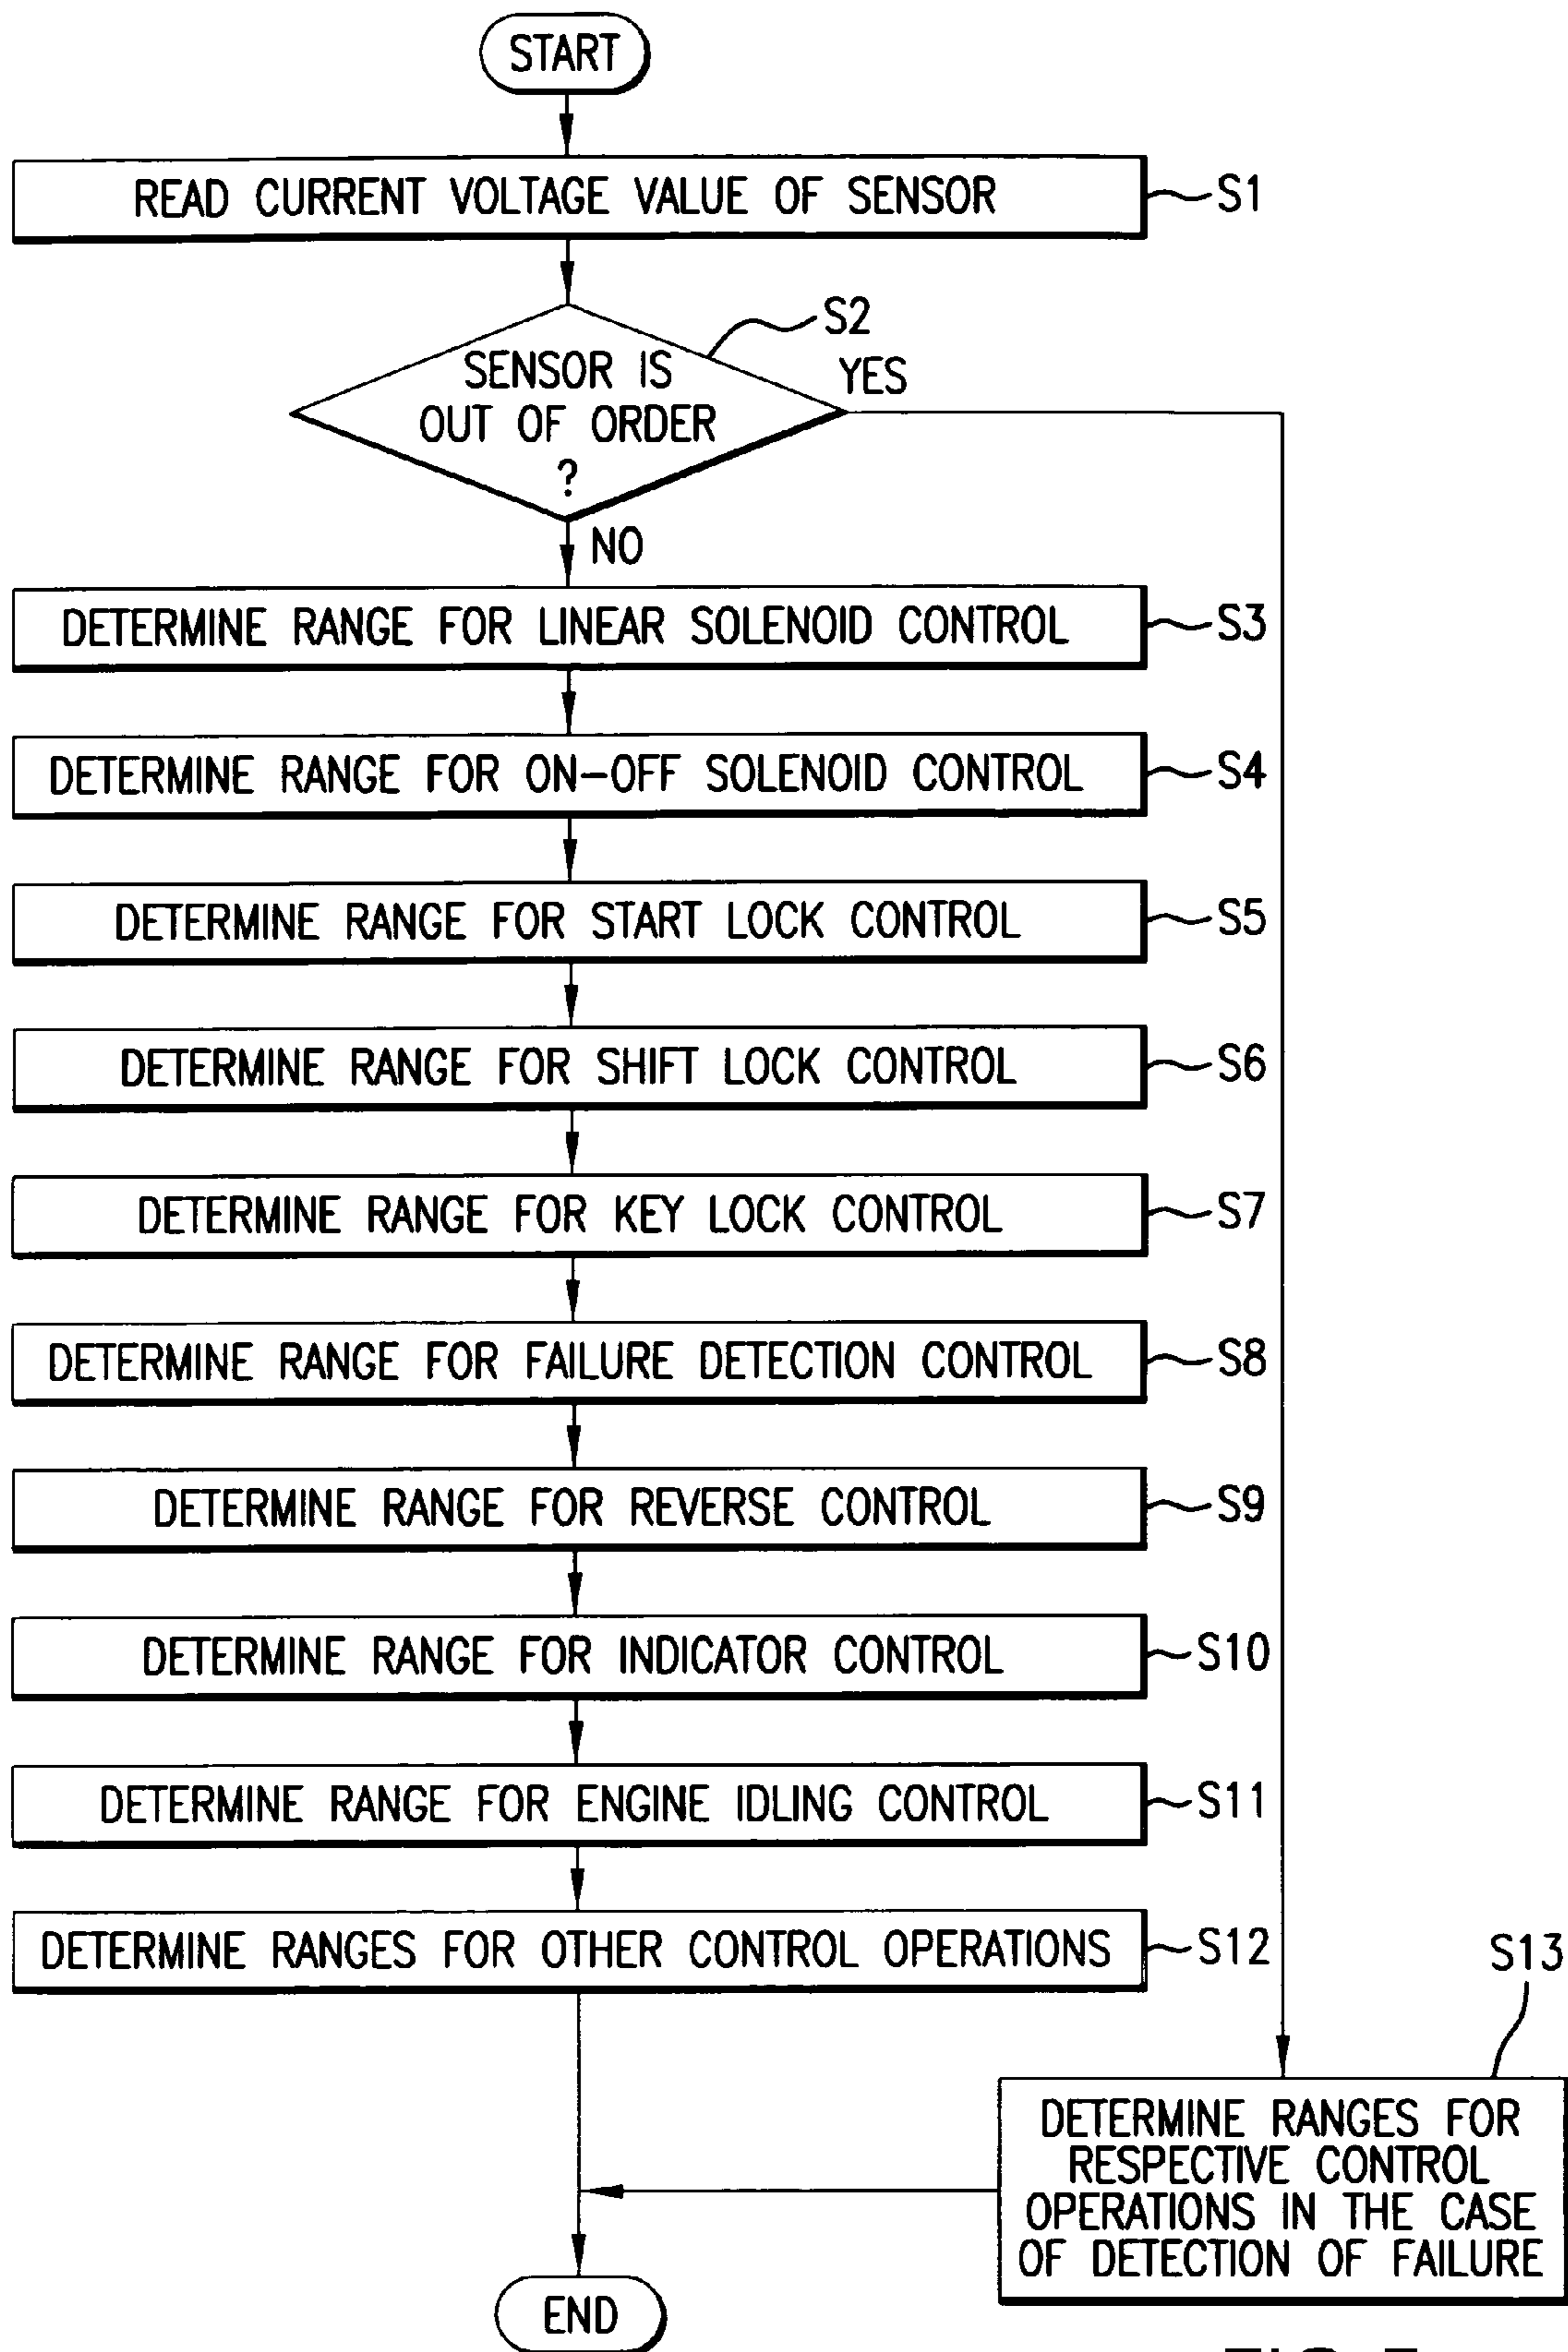 START
READ CURRENT VOLTAGE VALUE OF SENSOR
S1
S2
SENSOR IS
OUT OF ORDER
?
YES
NO
DETERMINE RANGE FOR LINEAR SOLENOID CONTROL
S3
DETERMINE RANGE FOR ON-OFF SOLENOID CONTROL
S4
DETERMINE RANGE FOR START LOCK CONTROL
S5
DETERMINE RANGE FOR SHIFT LOCK CONTROL
S6
DETERMINE RANGE FOR KEY LOCK CONTROL
S7
DETERMINE RANGE FOR FAILURE DETECTION CONTROL
S8
DETERMINE RANGE FOR REVERSE CONTROL
S9
DETERMINE RANGE FOR INDICATOR CONTROL
S10
DETERMINE RANGE FOR ENGINE IDLING CONTROL
S11
DETERMINE RANGES FOR OTHER CONTROL OPERATIONS
S12
S13
DETERMINE RANGES FOR
RESPECTIVE CONTROL
OPERATIONS IN THE CASE
OF DETECTION OF FAILURE
END